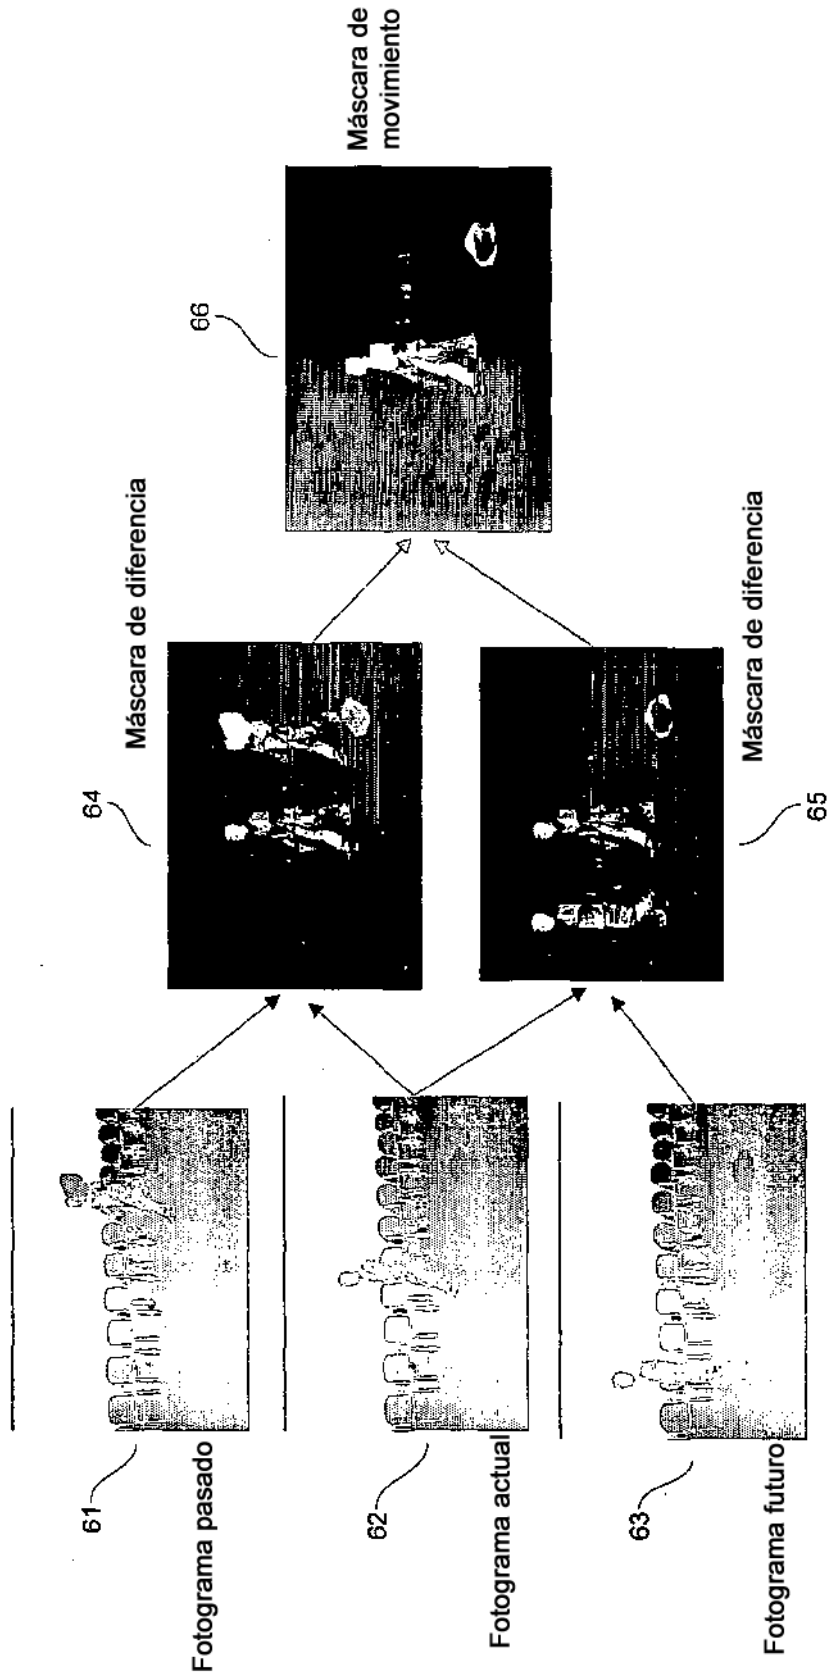 61
Fotograma pasado
62
Fotograma actual
63
Fotograma futuro
64
Máscara de diferencia
65
Máscara de diferencia
66
Máscara de
movimiento